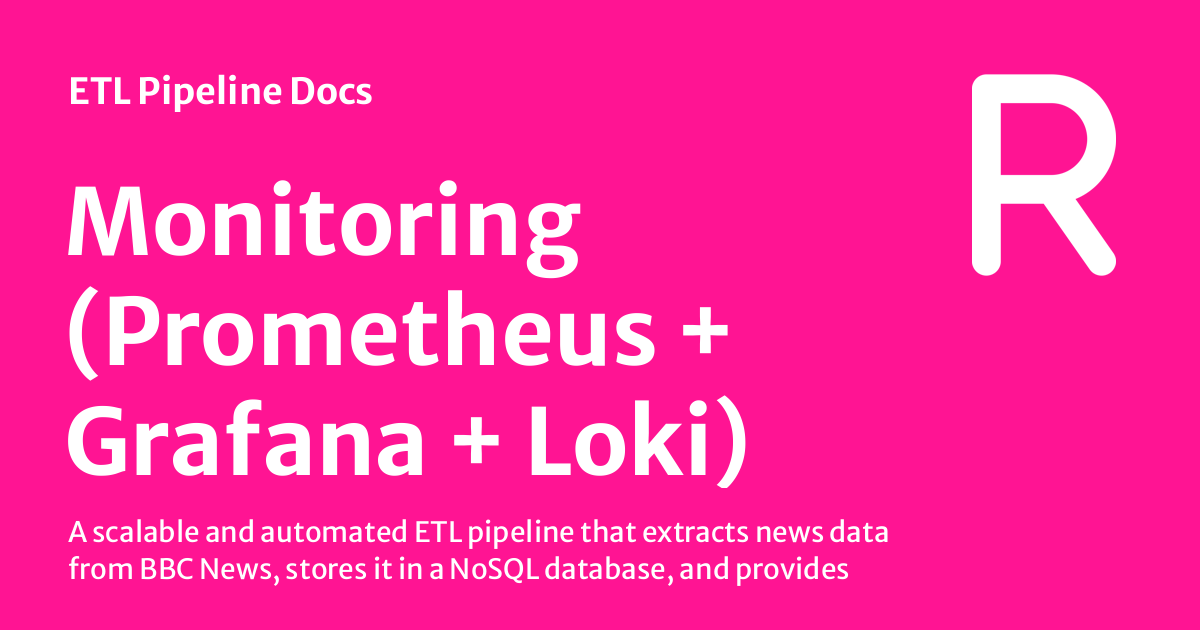 ETL Pipeline Docs
R
Monitoring
(Prometheus +
Grafana + Loki)
A scalable and automated ETL pipeline that extracts news data
from BBC News, stores it in a NoSQL database, and provides